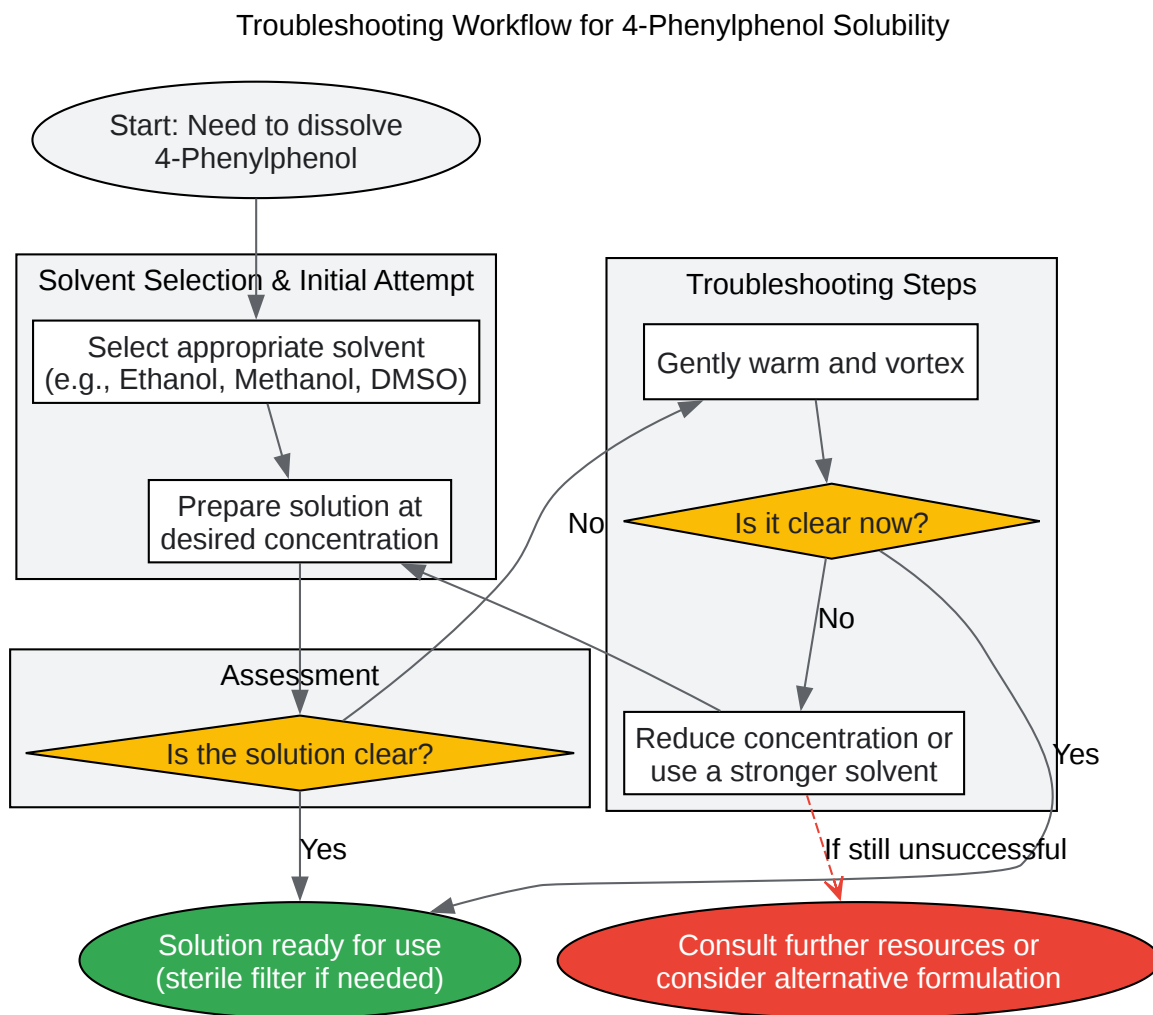 Troubleshooting Workflow for 4-Phenylphenol Solubility
Start: Need to dissolve
4-Phenylphenol
Solvent Selection & Initial Attempt
Select appropriate solvent
(e.g., Ethanol, Methanol, DMSO)
Prepare solution at
desired concentration
Assessment
Is the solution clear?
No
Yes
Troubleshooting Steps
Gently warm and vortex
Is it clear now?
No
Yes
Reduce concentration or
use a stronger solvent
If still unsuccessful
Solution ready for use
(sterile filter if needed)
Consult further resources or
consider alternative formulation